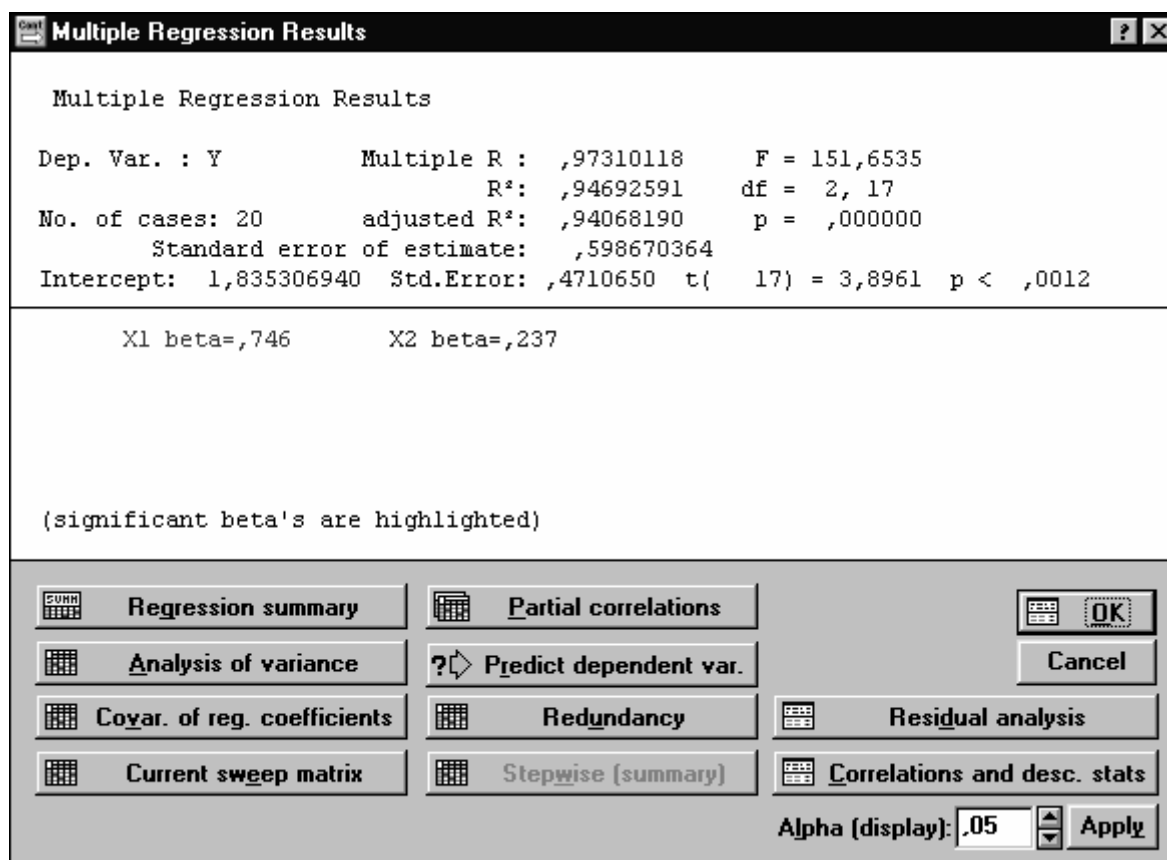 Multiple Regression Results
Multiple Regression Results
Dep. Var. : Y Multiple R : ,97310118 F = 151,6535
R²: ,94692591 df = 2, 17
No. of cases: 20 adjusted R²: ,94068190 p = ,000000
Standard error of estimate: ,598670364
Intercept: 1,835306940 Std.Error: ,4710650 t( 17) = 3,8961 p < ,0012
X1 beta=,746 X2 beta=,237
(significant beta's are highlighted)
Regression summary Partial correlations OK
Analysis of variance Predict dependent var. Cancel
Covar. of reg. coefficients Redundancy Residual analysis
Current sweep matrix Stepwise (summary) Correlations and desc. stats
Alpha (display): ,05 Apply